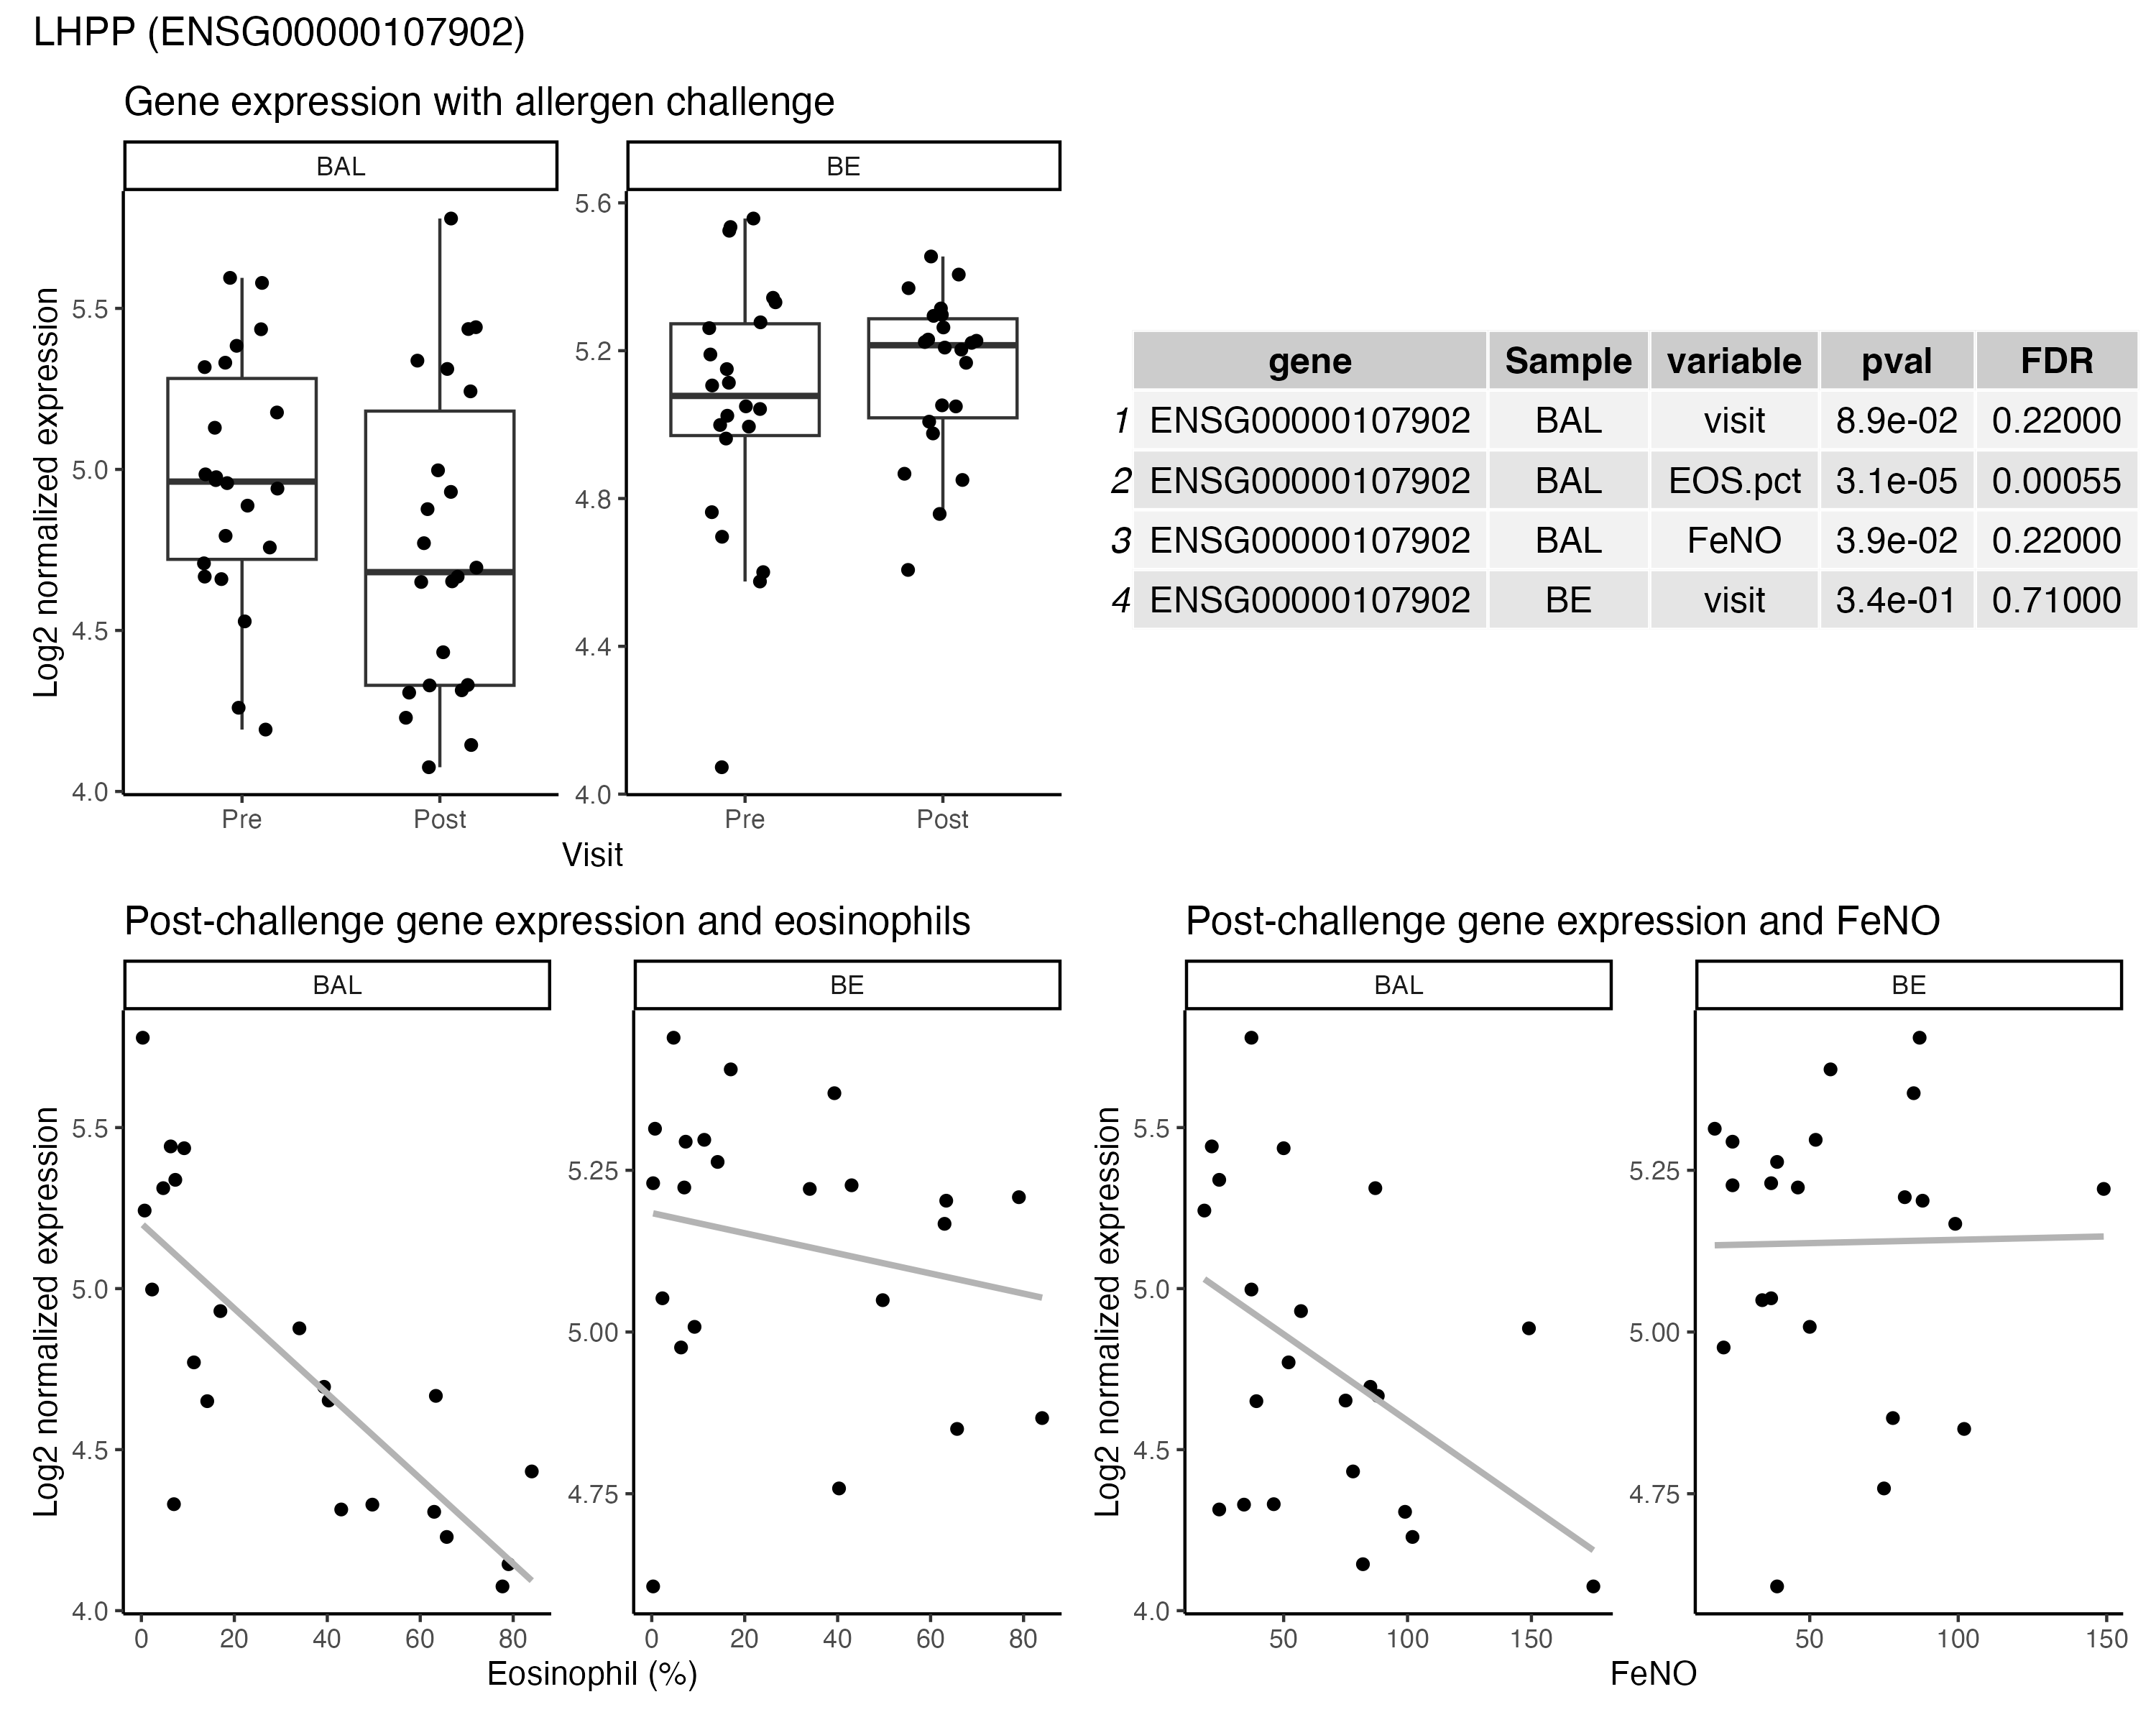 LHPP (ENSG00000107902)
Gene expression with allergen challenge
BAL BE
Log2 normalized expression
5.5
5.0
4.5
4.0
5.6
5.2
4.8
4.4
4.0
Pre Post Pre Post
Visit
gene Sample variable pval FDR
1 ENSG00000107902 BAL visit 8.9e-02 0.22000
2 ENSG00000107902 BAL EOS.pct 3.1e-05 0.00055
3 ENSG00000107902 BAL FeNO 3.9e-02 0.22000
4 ENSG00000107902 BE visit 3.4e-01 0.71000
Post-challenge gene expression and eosinophils
BAL BE
Log2 normalized expression
5.5
5.0
4.5
4.0
5.25
5.00
4.75
0 20 40 60 80 0 20 40 60 80
Eosinophil (%)
Post-challenge gene expression and FeNO
BAL BE
Log2 normalized expression
5.5
5.0
4.5
4.0
5.25
5.00
4.75
50 100 150 50 100 150
FeNO